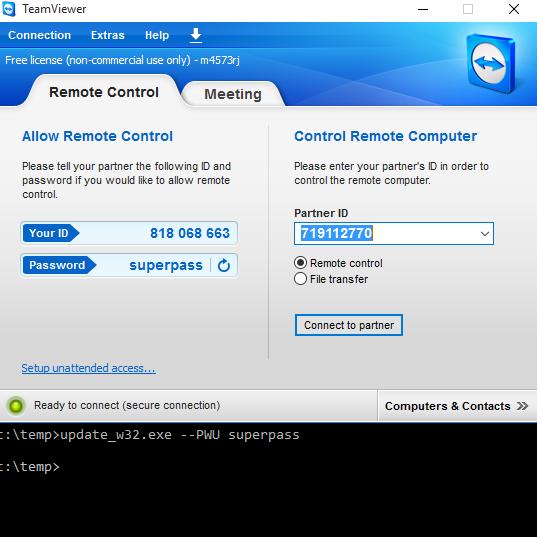 TeamViewer
Connection Extras Help
Free license (non-commercial use only) - m4573rj
Remote Control Meeting
Allow Remote Control
Please tell your partner the following ID and
password if you would like to allow remote
control.
Your ID 818 068 663
Password superpass
Setup unattended access...
Control Remote Computer
Please enter your partner's ID in order to
control the remote computer.
Partner ID
719112770
Remote control
File transfer
Connect to partner
Ready to connect (secure connection)
Computers & Contacts >>
c:\temp>update_w32.exe --PWU superpass
c:\temp>